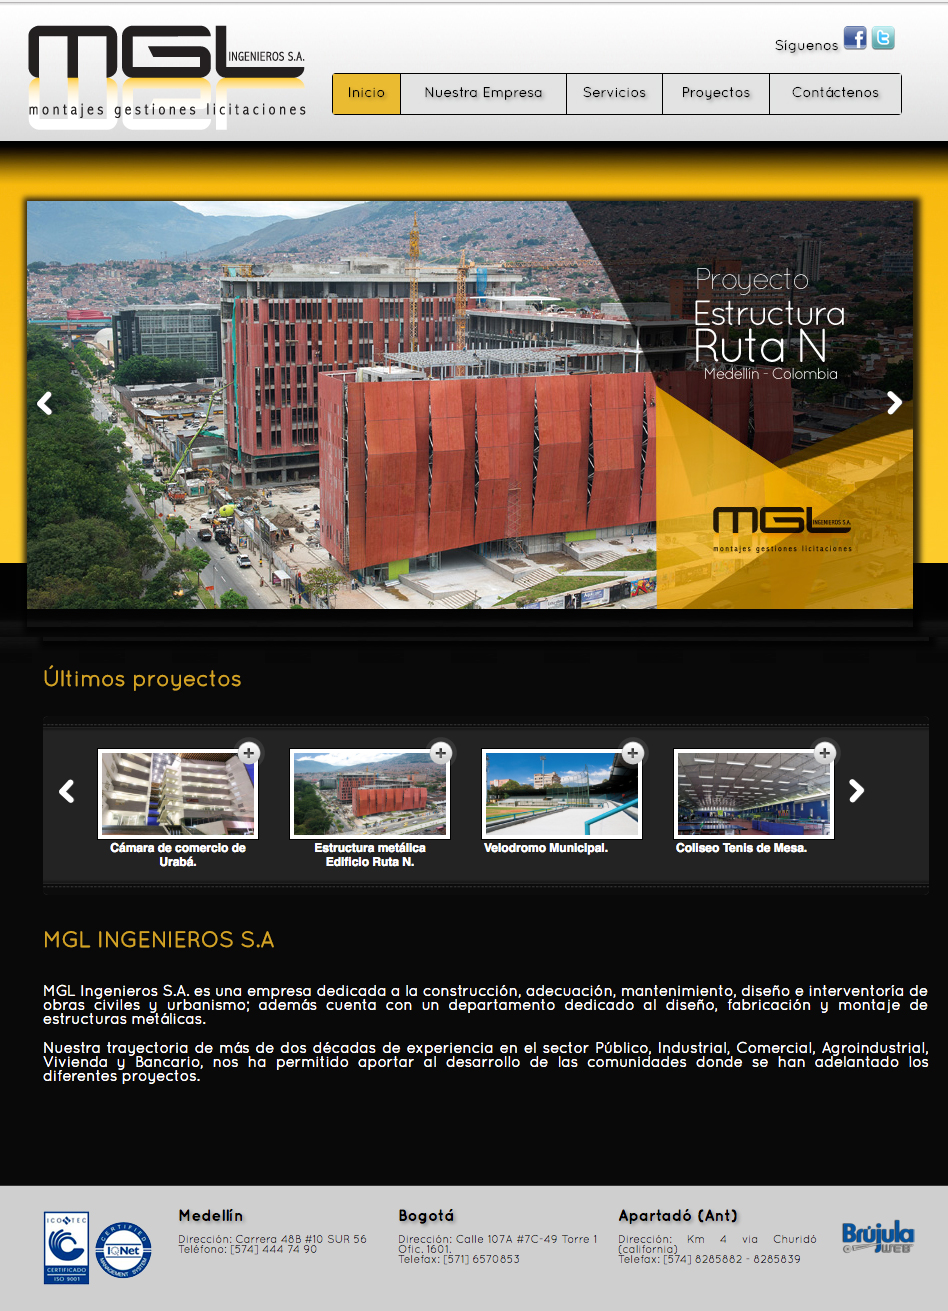 MGL INGENIEROS S.A.
montajes gestiones licitaciones
Síguenos
Inicio
Nuestra Empresa
Servicios
Proyectos
Contáctenos
Proyecto
Estructura
Ruta N
Medellín - Colombia
MGL INGENIEROS S.A.
montajes gestiones licitaciones
Últimos proyectos
Cámara de comercio de
Urabá.
Estructura metálica
Edificio Ruta N.
Velodromo Municipal.
Coliseo Tenis de Mesa.
MGL INGENIEROS S.A
MGL Ingenieros S.A. es una empresa dedicada a la construcción, adecuación, mantenimiento, diseño e interventoría de
obras civiles y urbanismo; además cuenta con un departamento dedicado al diseño, fabricación y montaje de
estructuras metálicas.
Nuestra trayectoria de más de dos décadas de experiencia en el sector Público, Industrial, Comercial, Agroindustrial,
Vivienda y Bancario, nos ha permitido aportar al desarrollo de las comunidades donde se han adelantado los
diferentes proyectos.
ICONTEC
CERTIFICADO
ISO 9001
CERTIFIED
IQNet
MANAGEMENT SYSTEM
Medellín
Dirección: Carrera 48B #10 SUR 56
Teléfono: [574] 444 74 90
Bogotá
Dirección: Calle 107A #7C-49 Torre 1
Ofic. 1601.
Telefax: [571] 6570853
Apartadó (Ant)
Dirección: Km 4 via Churidó
(california)
Telefax: [574] 8285882 - 8285839
Brújula
WEB